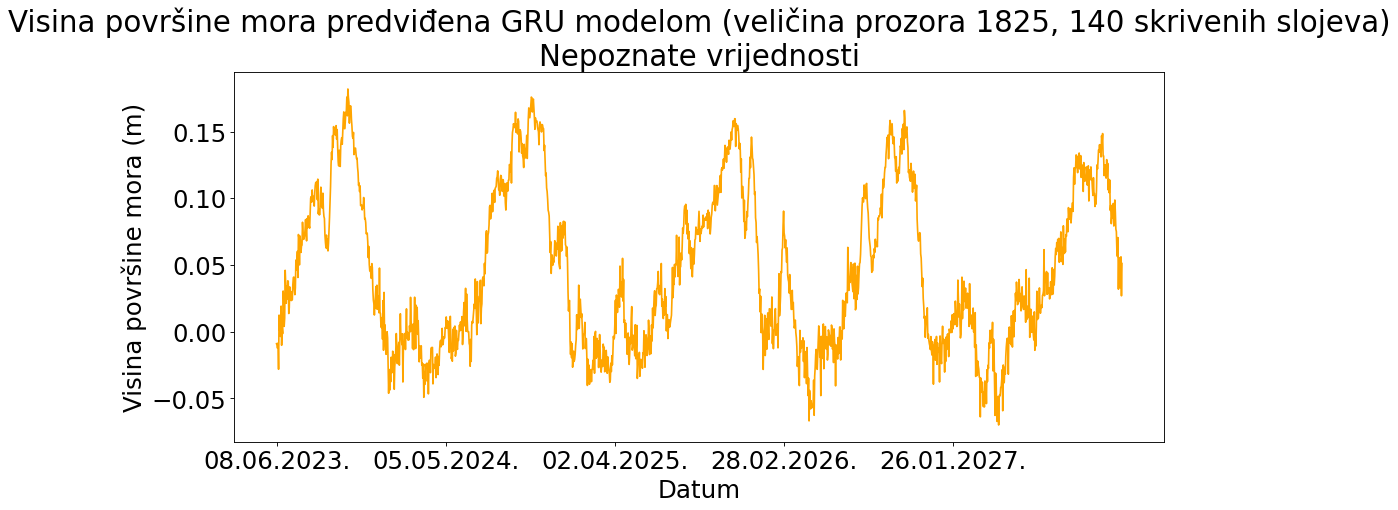 Visina površine mora predviđena GRU modelom (veličina prozora 1825, 140 skrivenih slojeva)
Nepoznate vrijednosti
Visina površine mora (m)
0.15
0.10
0.05
0.00
−0.05
08.06.2023. 05.05.2024. 02.04.2025. 28.02.2026. 26.01.2027.
Datum